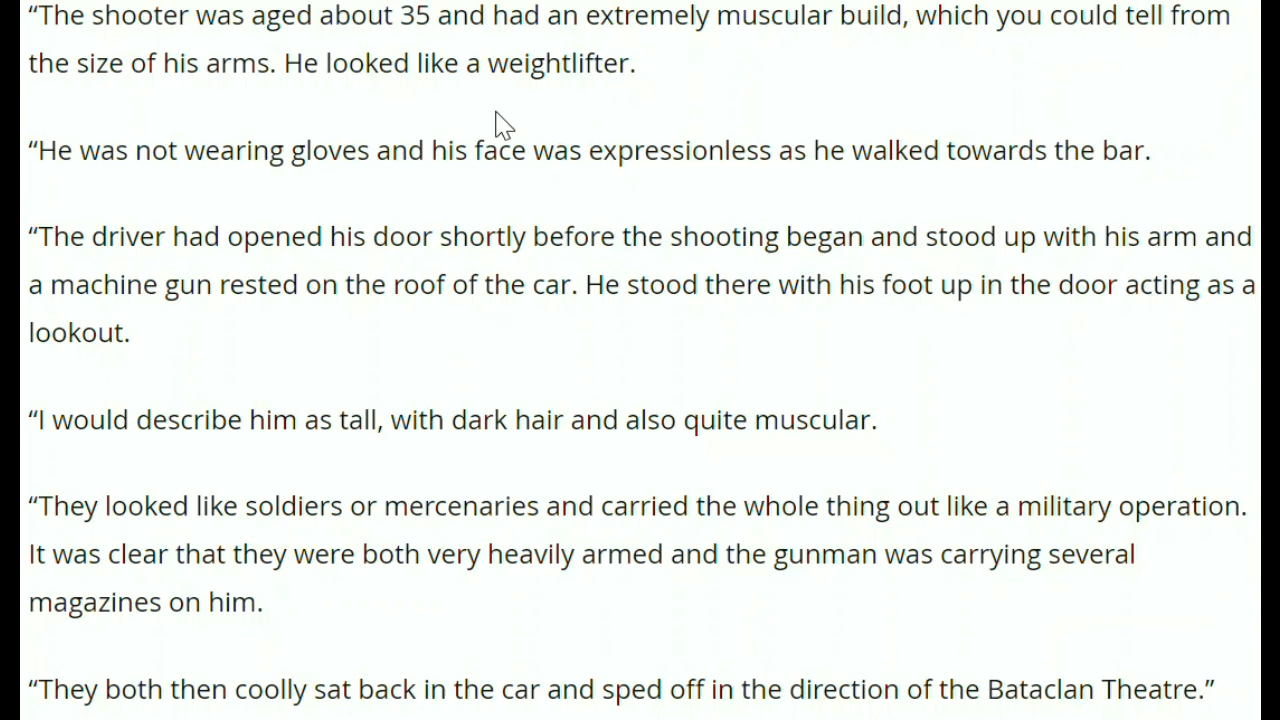 “The shooter was aged about 35 and had an extremely muscular build, which you could tell from
the size of his arms. He looked like a weightlifter.
“He was not wearing gloves and his face was expressionless as he walked towards the bar.
“The driver had opened his door shortly before the shooting began and stood up with his arm and
a machine gun rested on the roof of the car. He stood there with his foot up in the door acting as a
lookout.
“I would describe him as tall, with dark hair and also quite muscular.
“They looked like soldiers or mercenaries and carried the whole thing out like a military operation.
It was clear that they were both very heavily armed and the gunman was carrying several
magazines on him.
“They both then coolly sat back in the car and sped off in the direction of the Bataclan Theatre.”